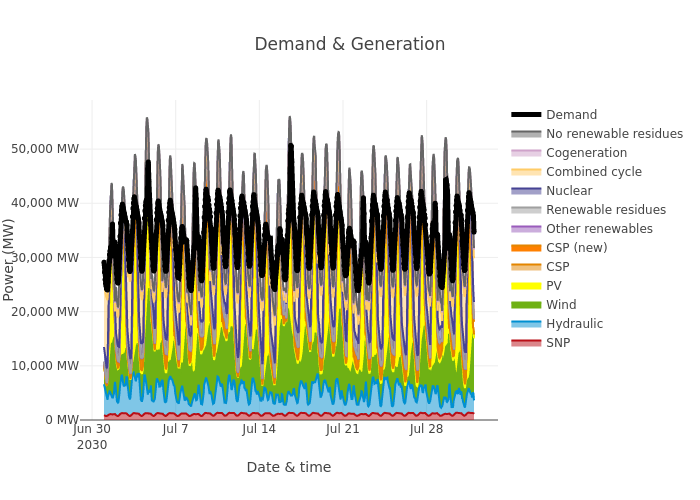 Demand & Generation
Power (MW)
50,000 MW
40,000 MW
30,000 MW
20,000 MW
10,000 MW
0 MW
Jun 30
2030
Jul 7
Jul 14
Jul 21
Jul 28
Date & time
Demand
No renewable residues
Cogeneration
Combined cycle
Nuclear
Renewable residues
Other renewables
CSP (new)
CSP
PV
Wind
Hydraulic
SNP